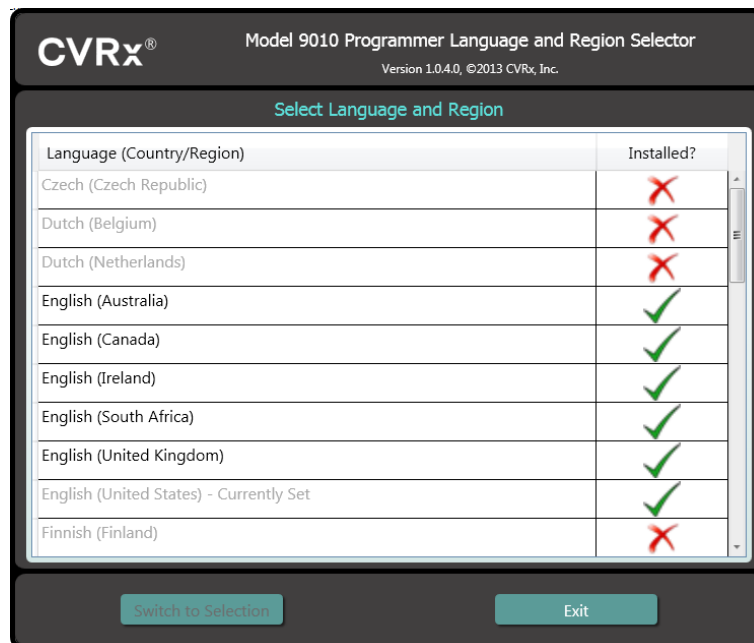 CVRx®
Model 9010 Programmer Language and Region Selector
Version 1.0.4.0, ©2013 CVRx, Inc.
Select Language and Region
Language (Country/Region) Installed?
Czech (Czech Republic)
Dutch (Belgium)
Dutch (Netherlands)
English (Australia)
English (Canada)
English (Ireland)
English (South Africa)
English (United Kingdom)
English (United States) - Currently Set
Finnish (Finland)
Switch to Selection Exit